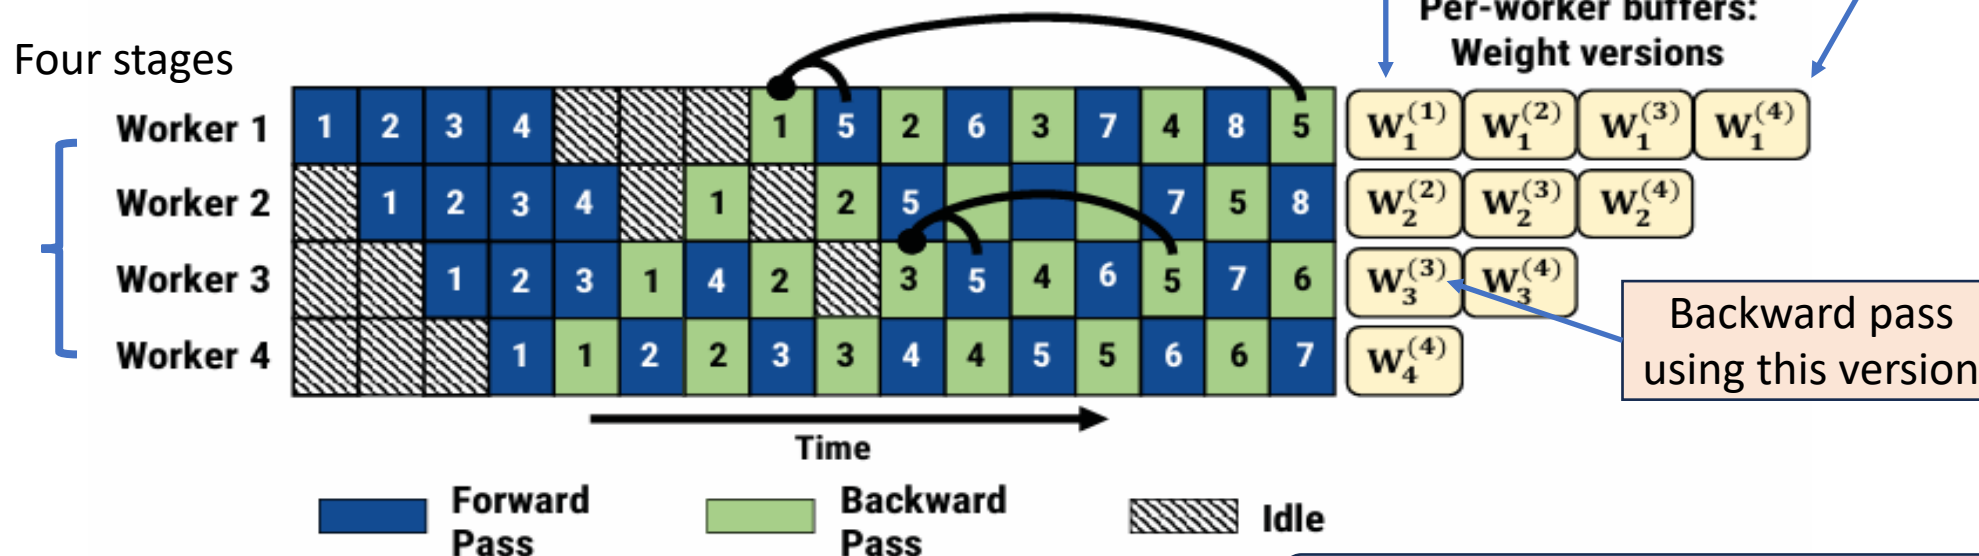 Per-worker buffers:
Weight versions
Four stages
Worker 1 1 2 3 4 1 5 2 6 3 7 4 8 5 W₁⁽¹⁾ W₁⁽²⁾ W₁⁽³⁾ W₁⁽⁴⁾
Worker 2 1 2 3 4 1 2 5 7 5 8 W₂⁽²⁾ W₂⁽³⁾ W₂⁽⁴⁾
Worker 3 1 2 3 1 4 2 3 5 4 6 5 7 6 W₃⁽³⁾ W₃⁽⁴⁾
Worker 4 1 1 2 2 3 3 4 4 5 5 6 6 7 W₄⁽⁴⁾
Backward pass
using this version
Time
Forward
Pass
Backward
Pass
Idle